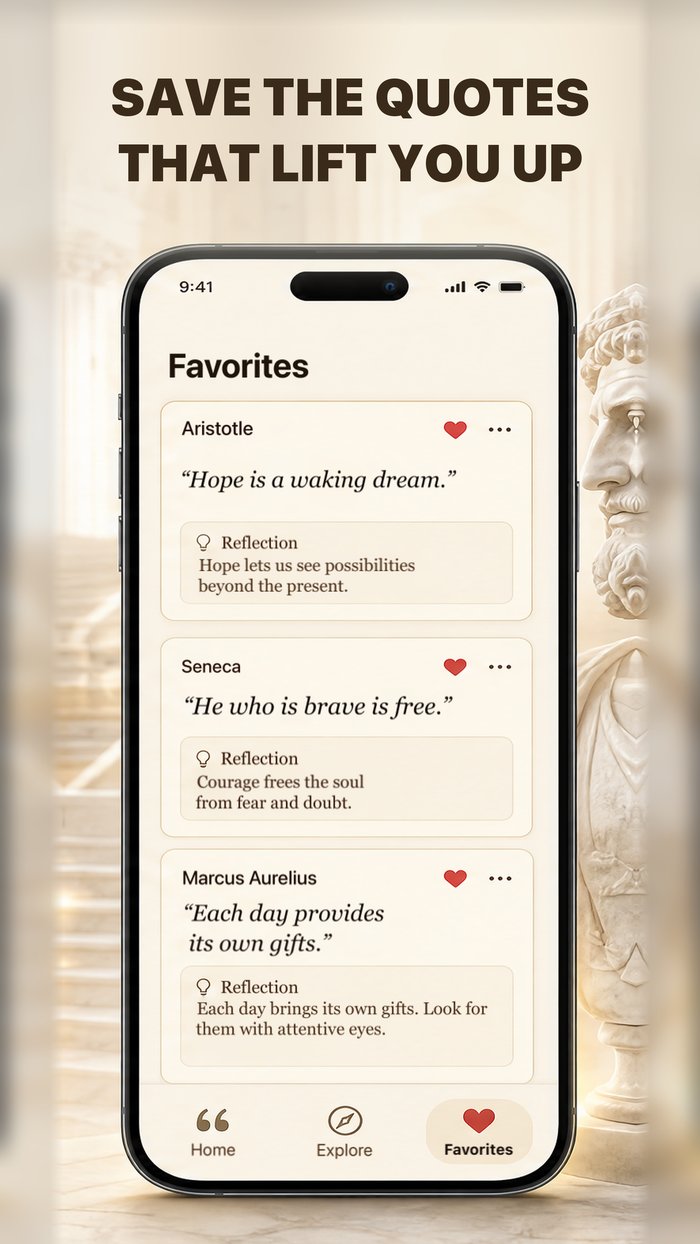 SAVE THE QUOTES
THAT LIFT YOU UP
9:41
Favorites
Aristotle
“Hope is a waking dream.”
Reflection
Hope lets us see possibilities
beyond the present.
Seneca
“He who is brave is free.”
Reflection
Courage frees the soul
from fear and doubt.
Marcus Aurelius
“Each day provides
its own gifts.”
Reflection
Each day brings its own gifts. Look for
them with attentive eyes.
Home
Explore
Favorites